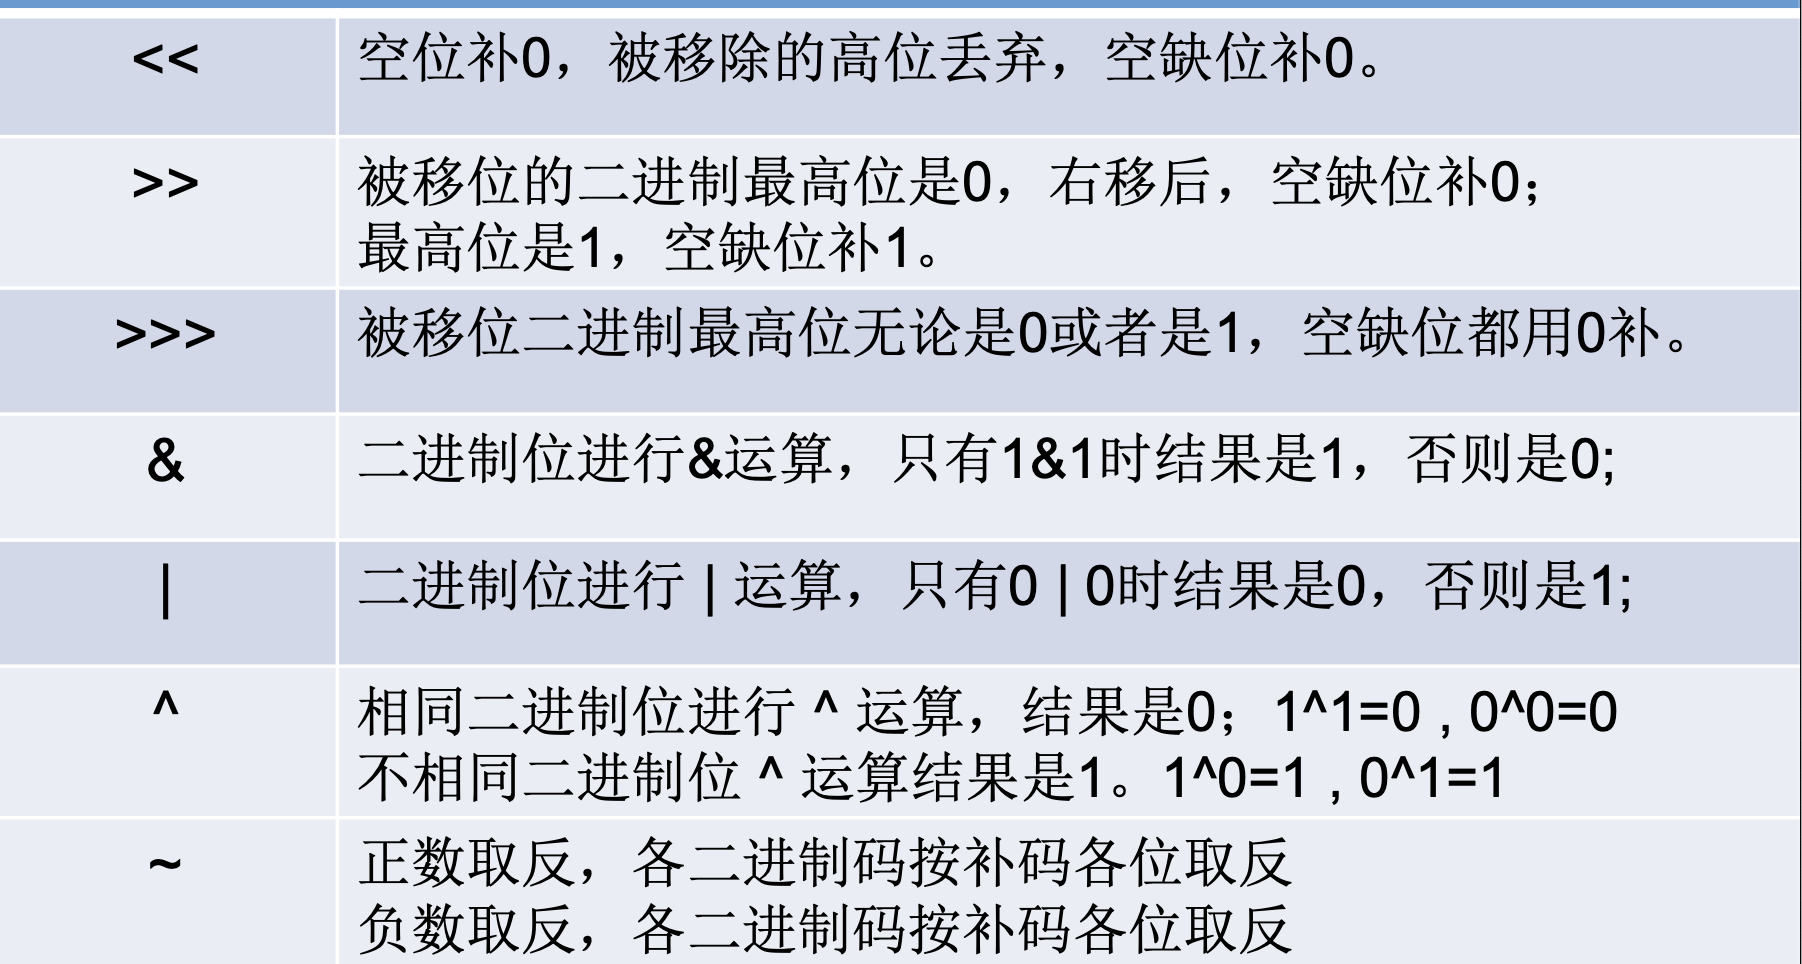 <<
空位补0，被移除的高位丢弃，空缺位补0。
>>
被移位的二进制最高位是0，右移后，空缺位补0；
最高位是1，空缺位补1。
>>>
被移位二进制最高位无论是0或者是1，空缺位都用0补。
&
二进制位进行&运算，只有1&1时结果是1，否则是0;
|
二进制位进行 | 运算，只有0 | 0时结果是0，否则是1;
^
相同二进制位进行 ^ 运算，结果是0；1^1=0 , 0^0=0
不相同二进制位 ^ 运算结果是1。1^0=1 , 0^1=1
~
正数取反，各二进制码按补码各位取反
负数取反，各二进制码按补码各位取反